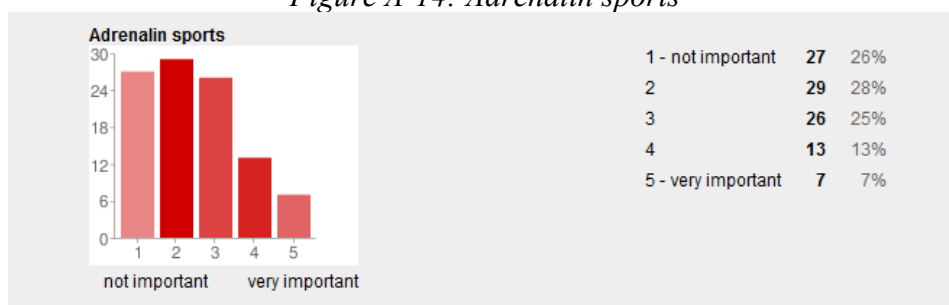 Figure A-14: Adrenalin sports
Adrenalin sports
30
24
18
12
6
0
1 2 3 4 5
not important very important
1 - not important 27 26%
2 29 28%
3 26 25%
4 13 13%
5 - very important 7 7%